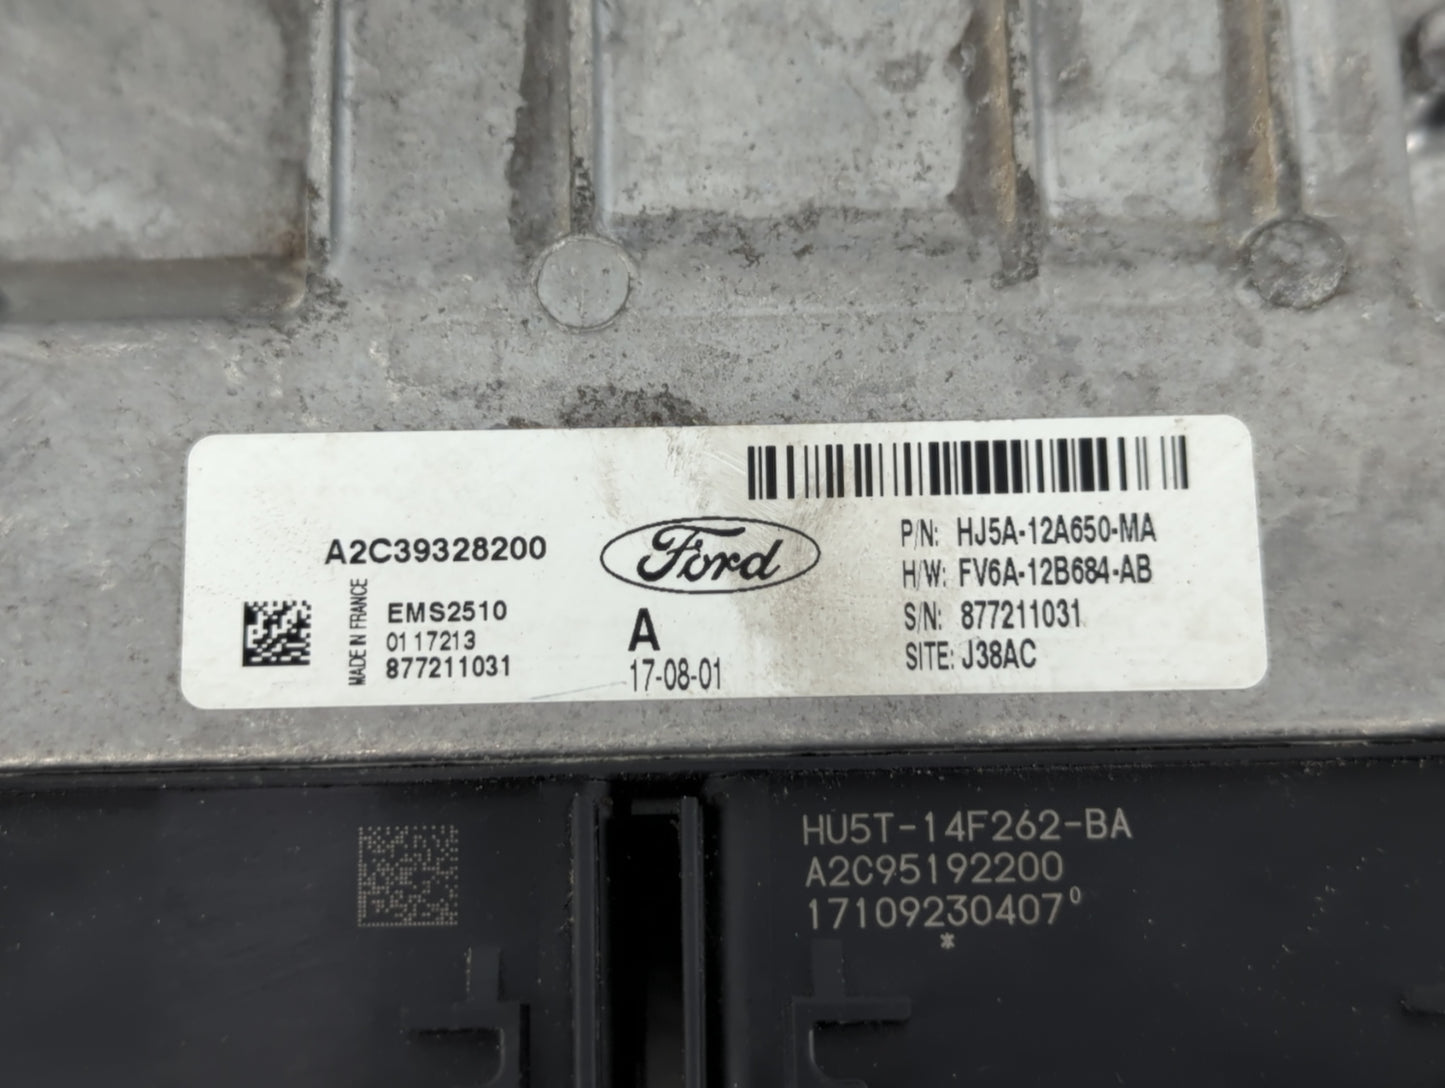 A2C39328200
MADE IN FRANCE
EMS2510
01 17213
877211031
Ford
A
17-08-01
P/N: HJ5A-12A650-MA
H/W: FV6A-12B684-AB
S/N: 877211031
SITE: J38AC
HU5T-14F262-BA
A2C95192200
17109230407⁰
*